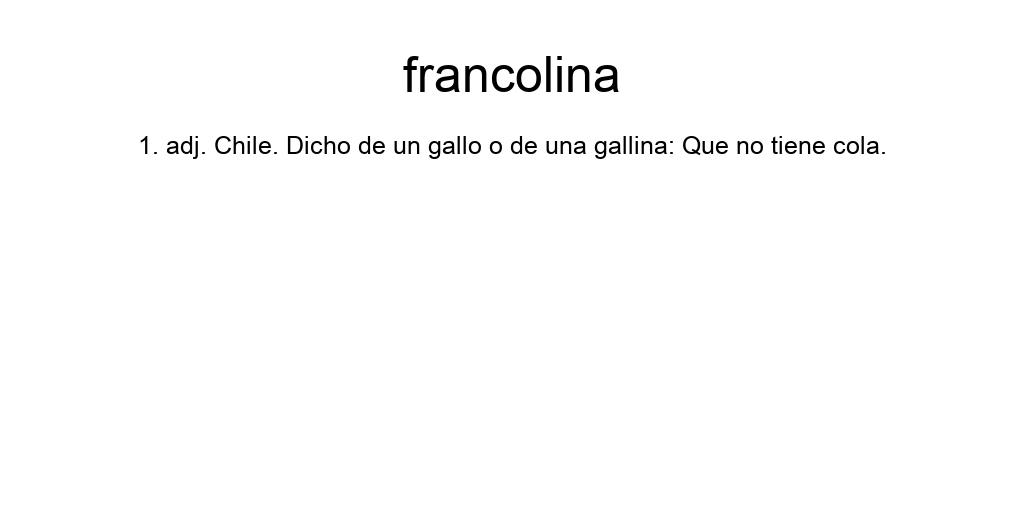 francolina
1. adj. Chile. Dicho de un gallo o de una gallina: Que no tiene cola.